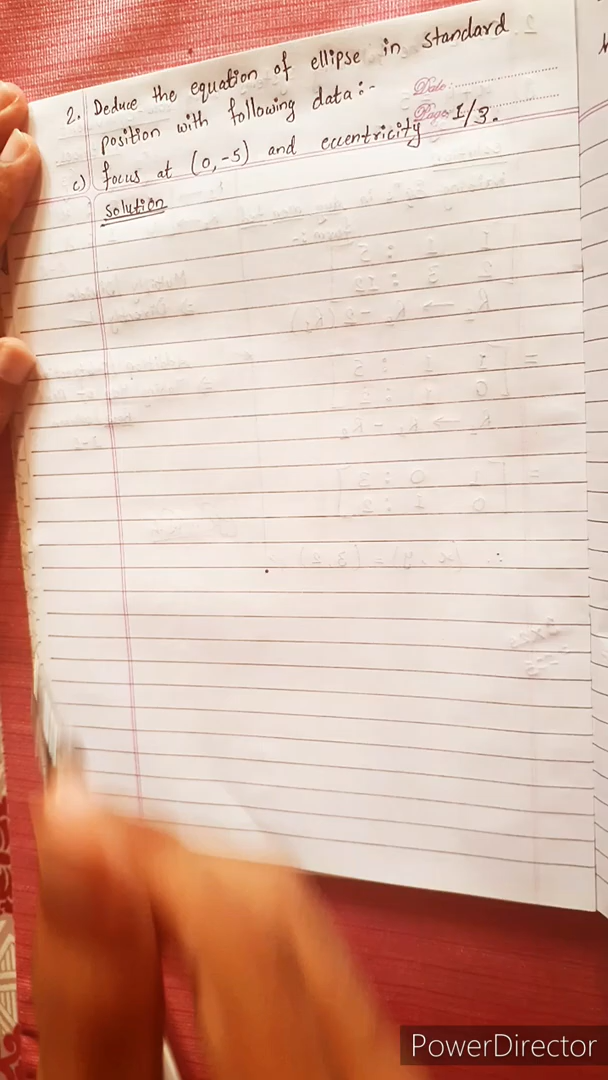 2. Deduce the equation of ellipse in standard
position with following data:-
Date:
Page:
c) focus at (0,-5) and eccentricity 1/3.
Solution
PowerDirector